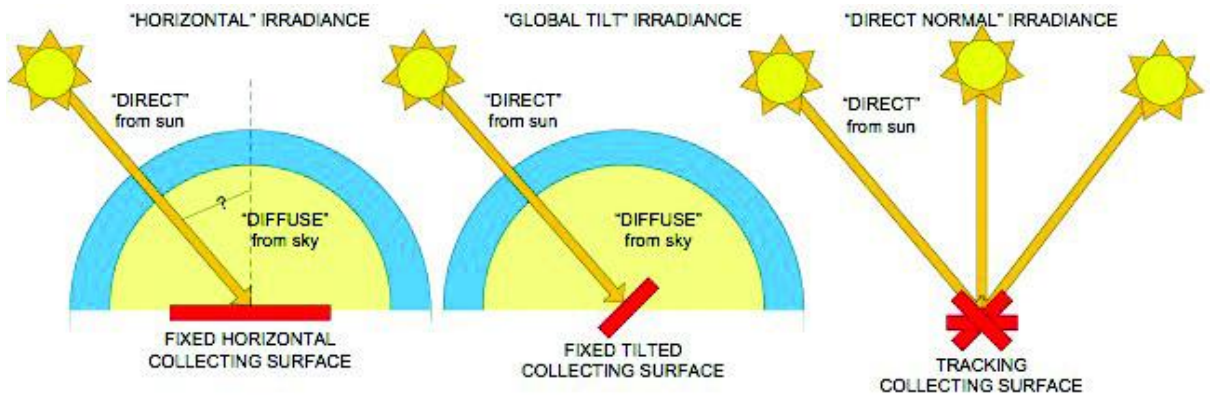 “HORIZONTAL” IRRADIANCE
“DIRECT”
from sun
?
“DIFFUSE”
from sky
FIXED HORIZONTAL
COLLECTING SURFACE
“GLOBAL TILT” IRRADIANCE
“DIRECT”
from sun
“DIFFUSE”
from sky
FIXED TILTED
COLLECTING SURFACE
“DIRECT NORMAL” IRRADIANCE
“DIRECT”
from sun
TRACKING
COLLECTING SURFACE